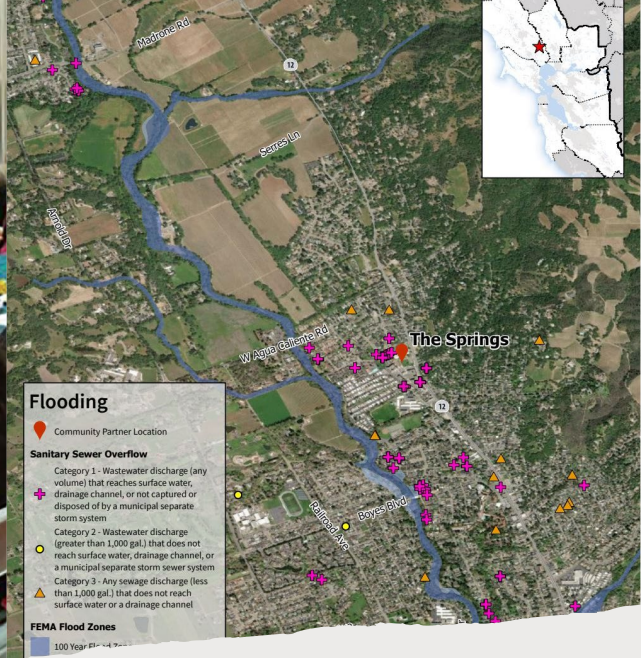 Madrone Rd
12
Serres Ln
Arnold Dr
W Agua Caliente Rd
The Springs
12
Boyes Blvd
Railroad Ave
Flooding
Community Partner Location
Sanitary Sewer Overflow
Category 1 - Wastewater discharge (any
volume) that reaches surface water,
drainage channel, or not captured or
disposed of by a municipal separate
storm system
Category 2 - Wastewater discharge
(greater than 1,000 gal.) that does not
reach surface water, drainage channel, or
a municipal separate storm sewer system
Category 3 - Any sewage discharge (less
than 1,000 gal.) that does not reach
surface water or a drainage channel
FEMA Flood Zones
100 Year Flood Zone